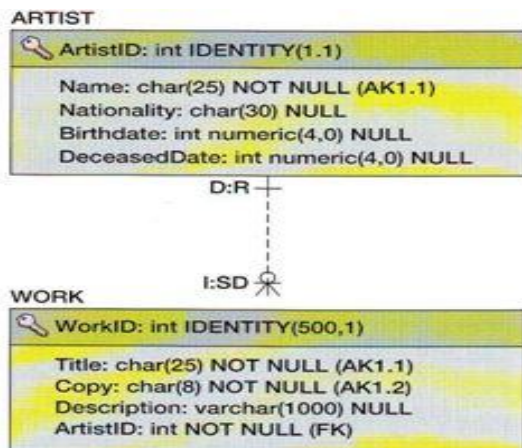 ARTIST
ArtistID: int IDENTITY(1.1)
Name: char(25) NOT NULL (AK1.1)
Nationality: char(30) NULL
Birthdate: int numeric(4,0) NULL
DeceasedDate: int numeric(4,0) NULL
D:R
I:SD
WORK
WorkID: int IDENTITY(500,1)
Title: char(25) NOT NULL (AK1.1)
Copy: char(8) NOT NULL (AK1.2)
Description: varchar(1000) NULL
ArtistID: int NOT NULL (FK)